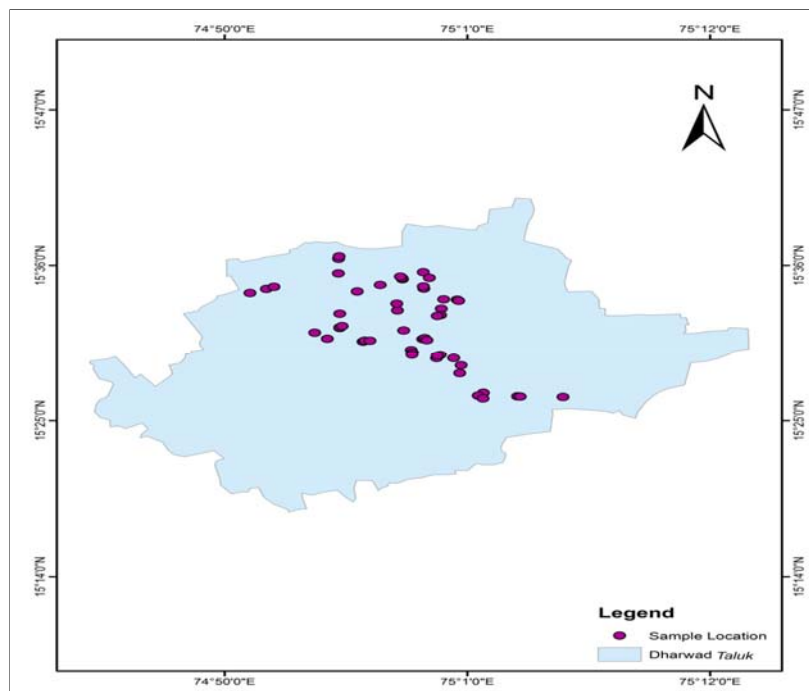 74°50'0"E 75°1'0"E 75°12'0"E
15°47'0"N 15°47'0"N
N
15°36'0"N 15°36'0"N
15°25'0"N 15°25'0"N
15°14'0"N 15°14'0"N
Legend
Sample Location
Dharwad Taluk
74°50'0"E 75°1'0"E 75°12'0"E